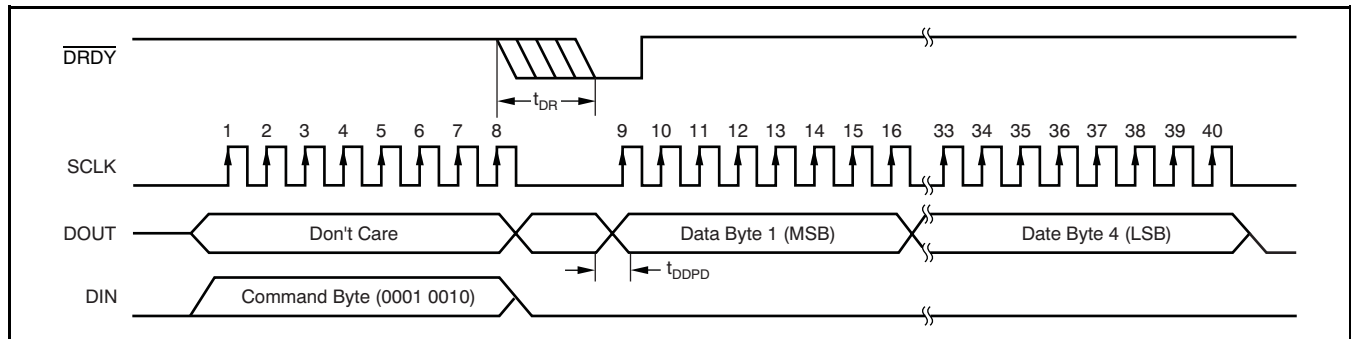 DRDY
tDR
1 2 3 4 5 6 7 8 9 10 11 12 13 14 15 16 33 34 35 36 37 38 39 40
SCLK
DOUT Don't Care Data Byte 1 (MSB) Date Byte 4 (LSB)
tDDPD
DIN Command Byte (0001 0010)